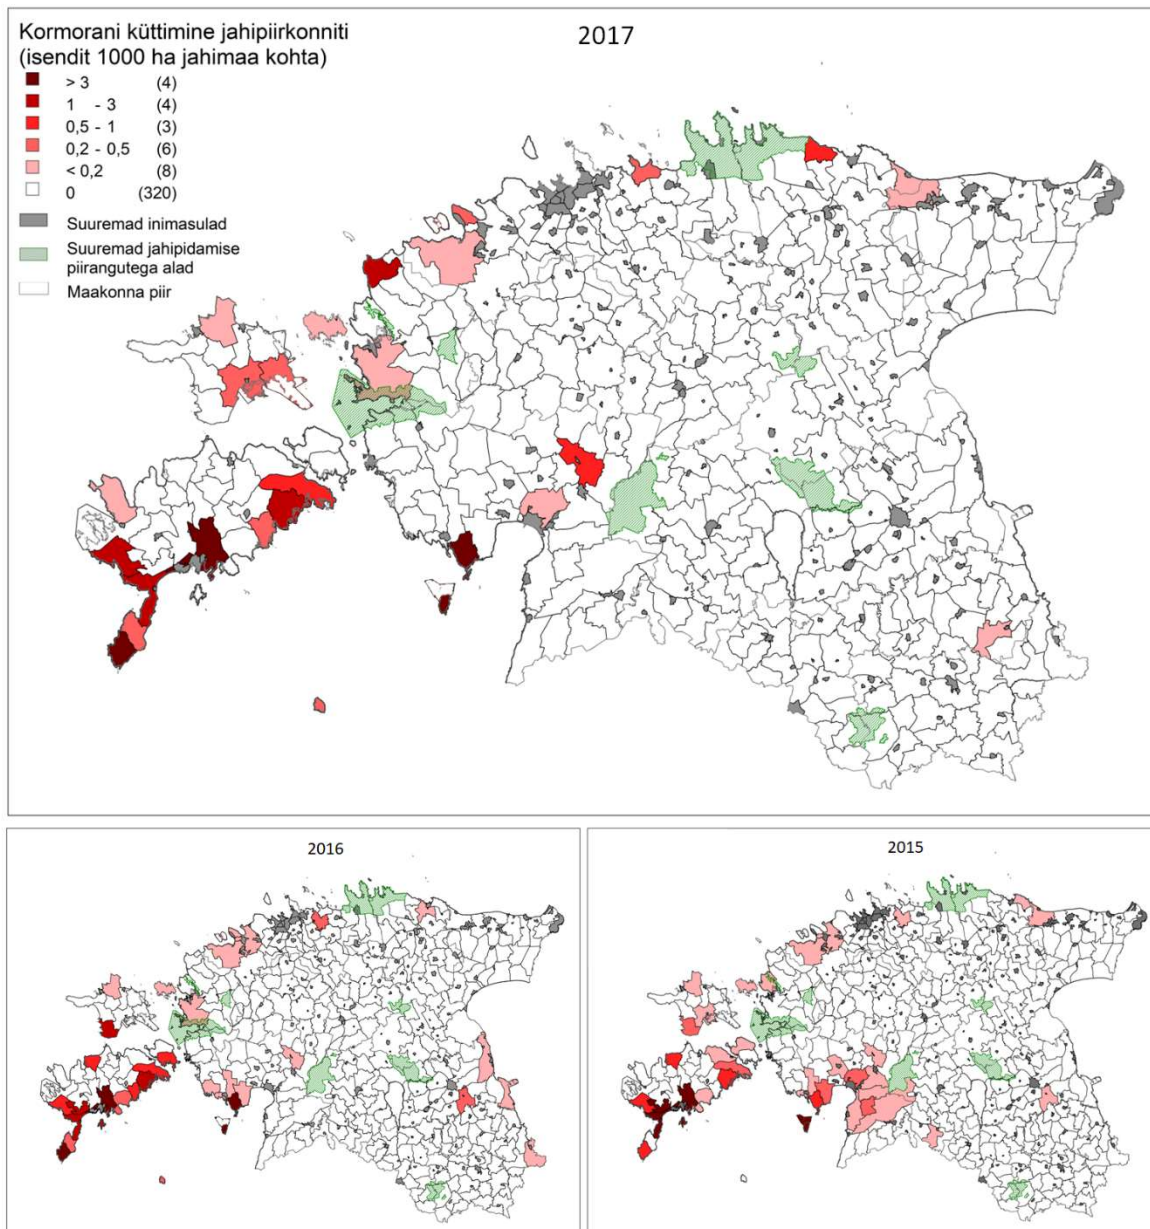 Kormorani küttimine jahipiirkonniti
(isendit 1000 ha jahimaa kohta)
2017
> 3 (4)
1 - 3 (4)
0,5 - 1 (3)
0,2 - 0,5 (6)
< 0,2 (8)
0 (320)
Suuremad inimasulad
Suuremad jahipidamise
piirangutega alad
Maakonna piir
2016
2015